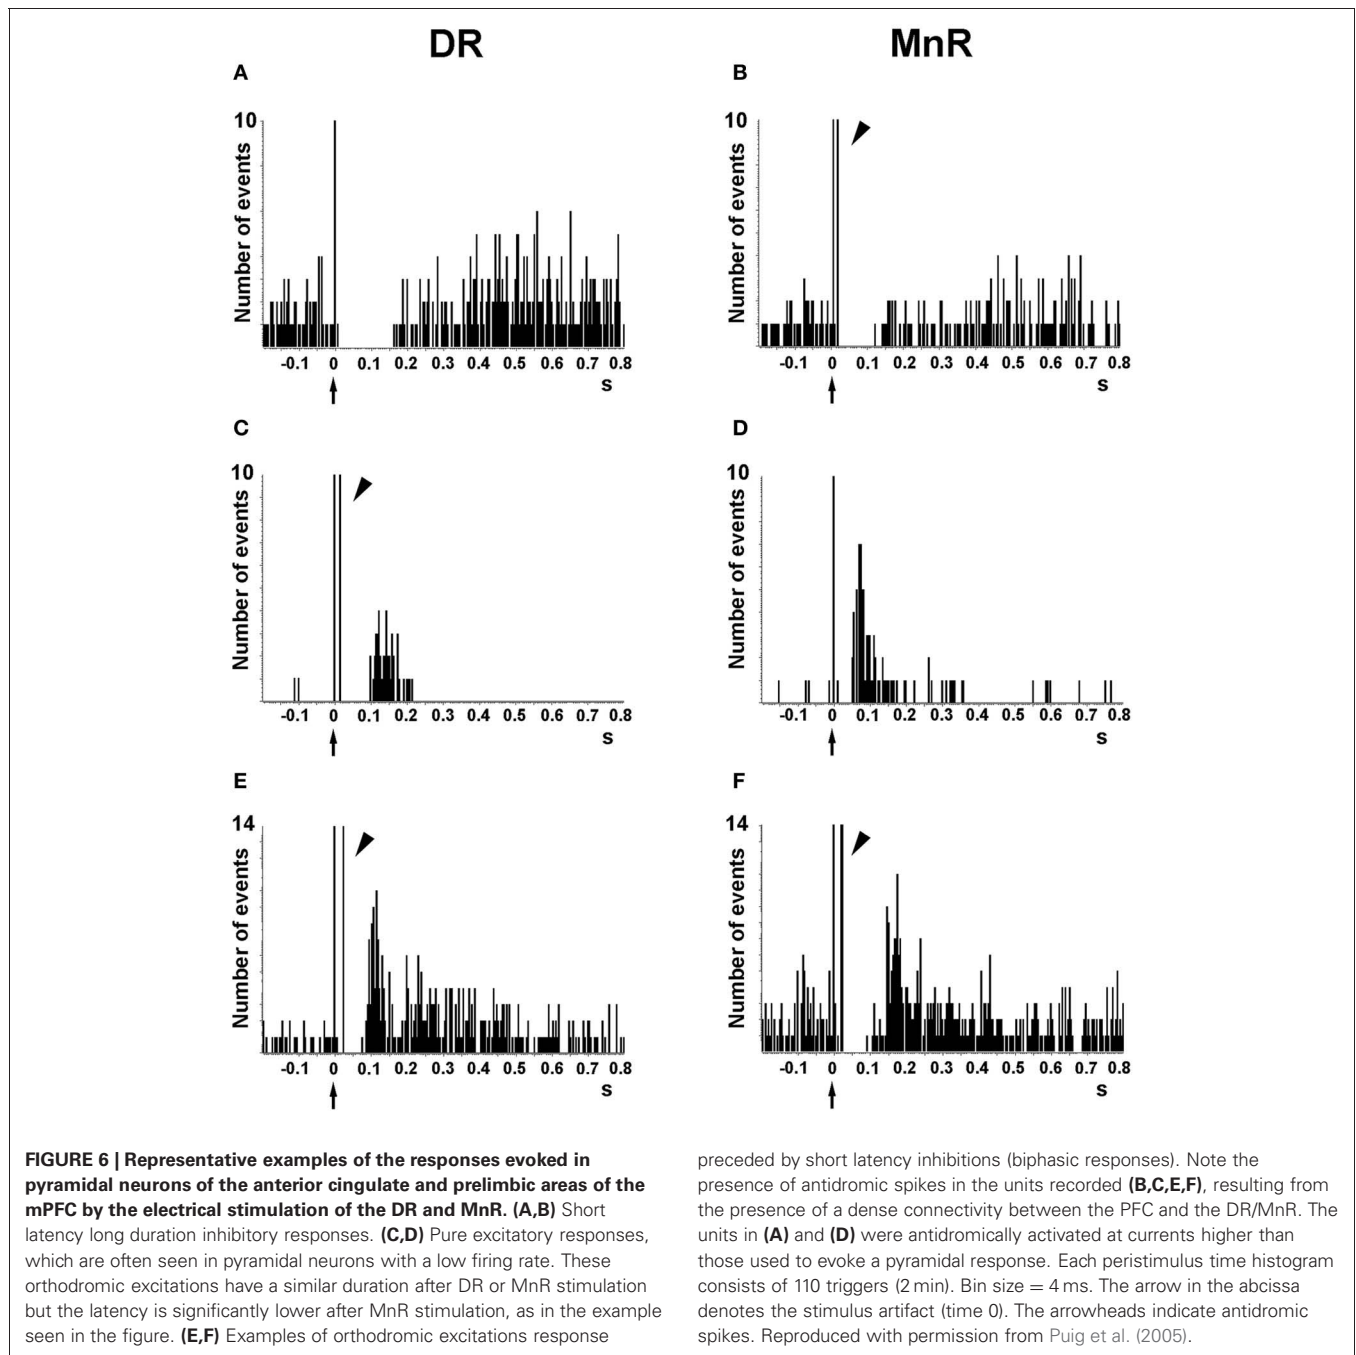 DR
MnR
A
10
Number of events
-0.1 0 0.1 0.2 0.3 0.4 0.5 0.6 0.7 0.8
s
B
10
Number of events
-0.1 0 0.1 0.2 0.3 0.4 0.5 0.6 0.7 0.8
s
C
10
Number of events
-0.1 0 0.1 0.2 0.3 0.4 0.5 0.6 0.7 0.8
s
D
10
Number of events
-0.1 0 0.1 0.2 0.3 0.4 0.5 0.6 0.7 0.8
s
E
14
Number of events
-0.1 0 0.1 0.2 0.3 0.4 0.5 0.6 0.7 0.8
s
F
14
Number of events
-0.1 0 0.1 0.2 0.3 0.4 0.5 0.6 0.7 0.8
s
FIGURE 6 | Representative examples of the responses evoked in
pyramidal neurons of the anterior cingulate and prelimbic areas of the
mPFC by the electrical stimulation of the DR and MnR. (A,B) Short
latency long duration inhibitory responses. (C,D) Pure excitatory responses,
which are often seen in pyramidal neurons with a low firing rate. These
orthodromic excitations have a similar duration after DR or MnR stimulation
but the latency is significantly lower after MnR stimulation, as in the example
seen in the figure. (E,F) Examples of orthodromic excitations response
preceded by short latency inhibitions (biphasic responses). Note the
presence of antidromic spikes in the units recorded (B,C,E,F), resulting from
the presence of a dense connectivity between the PFC and the DR/MnR. The
units in (A) and (D) were antidromically activated at currents higher than
those used to evoke a pyramidal response. Each peristimulus time histogram
consists of 110 triggers (2 min). Bin size = 4 ms. The arrow in the abcissa
denotes the stimulus artifact (time 0). The arrowheads indicate antidromic
spikes. Reproduced with permission from Puig et al. (2005).